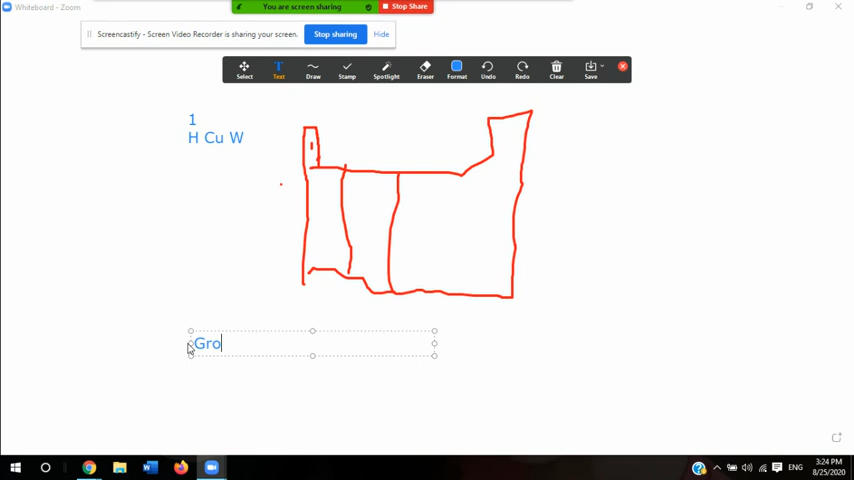 Whiteboard - Zoom
You are screen sharing
Stop Share
Screencastify - Screen Video Recorder is sharing your screen.
Stop sharing
Hide
Select
Text
Draw
Stamp
Spotlight
Eraser
Format
Undo
Redo
Clear
Save
1
H Cu W
Gro
ENG
3:24 PM
8/25/2020